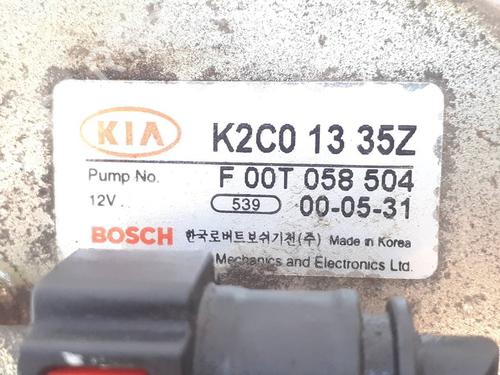 KIA K2C0 13 35Z
Pump No. F 00T 058 504
12V. 539 00-05-31
BOSCH 한국로버트보쉬기전(주) Made in Korea
Mechanics and Electronics Ltd.